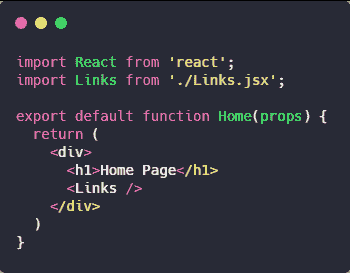 import React from 'react';
import Links from './Links.jsx';

export default function Home(props) {
  return (
    <div>
      <h1>Home Page</h1>
      <Links />
    </div>
  )
}